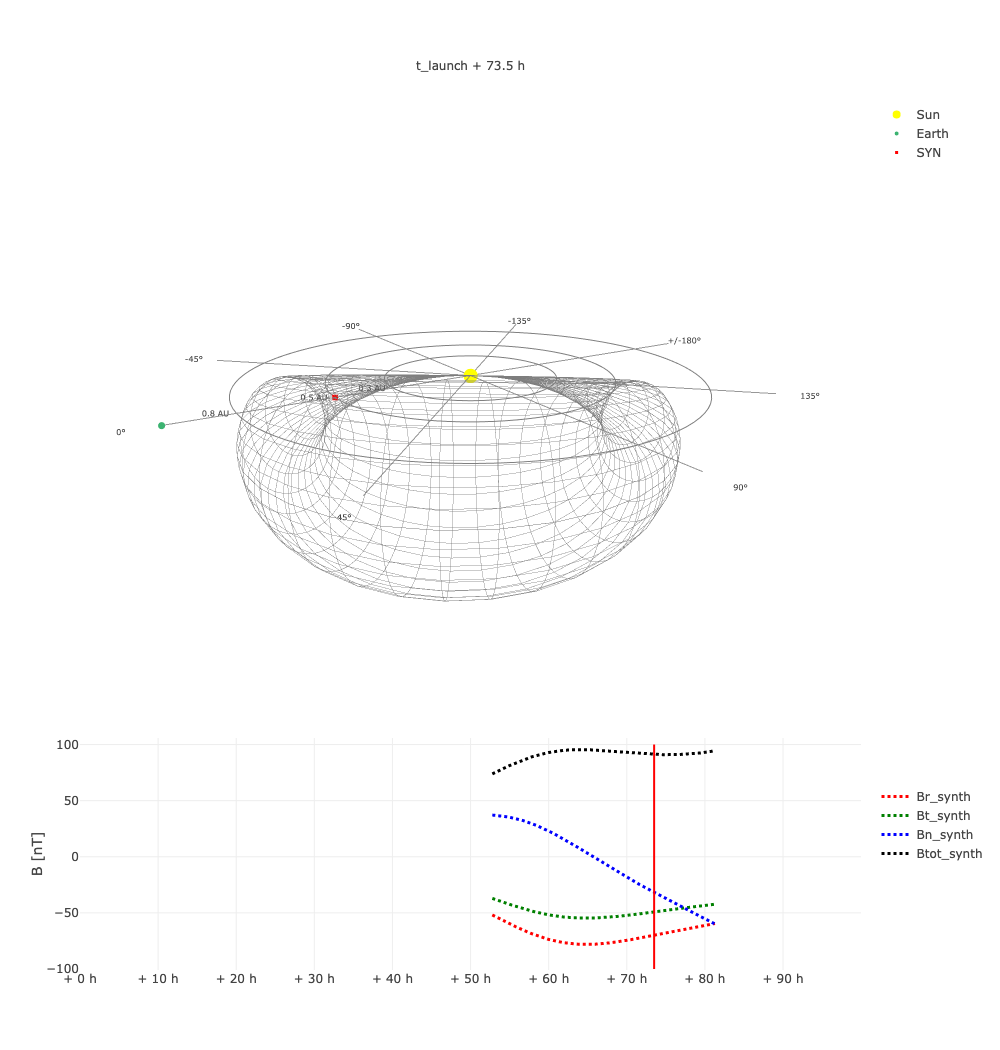 t_launch + 73.5 h
Sun
Earth
SYN
-135°
-90°
+/-180°
-45°
0.3 AU
135°
0.5 AU
0.8 AU
0°
90°
45°
100
50
0
−50
−100
B [nT]
+ 0 h
+ 10 h
+ 20 h
+ 30 h
+ 40 h
+ 50 h
+ 60 h
+ 70 h
+ 80 h
+ 90 h
Br_synth
Bt_synth
Bn_synth
Btot_synth